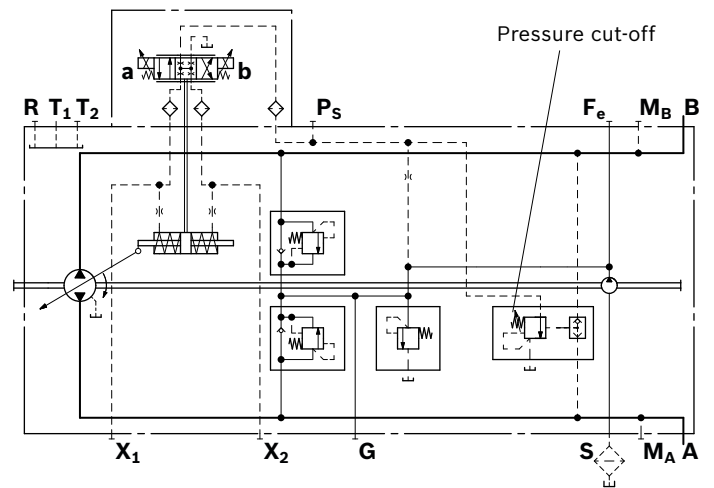 Pressure cut-off
a b
R T1 T2 PS Fe MB B
X1 X2 G S MA A